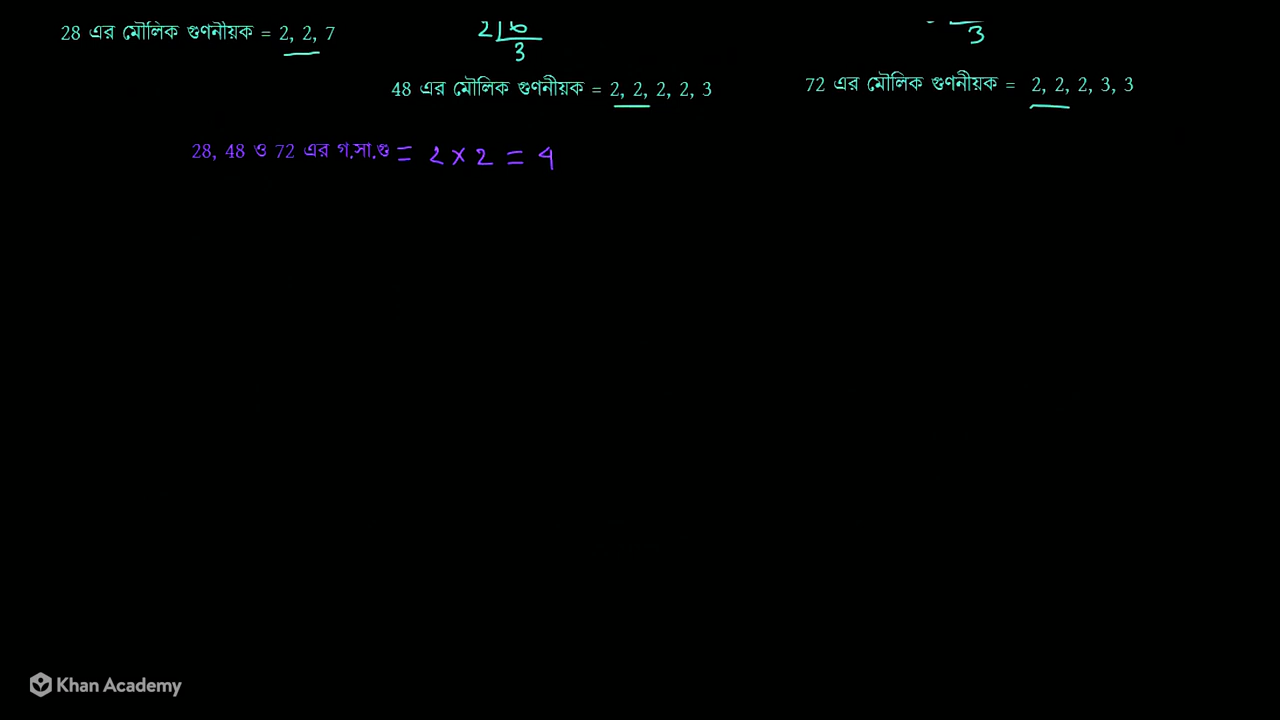 28 এর মৌলিক গুণনীয়ক = 2, 2, 7
2 6
3
3
48 এর মৌলিক গুণনীয়ক = 2, 2, 2, 2, 3
72 এর মৌলিক গুণনীয়ক = 2, 2, 2, 3, 3
28, 48 ও 72 এর গ.সা.গু = 2 × 2 = 4
Khan Academy